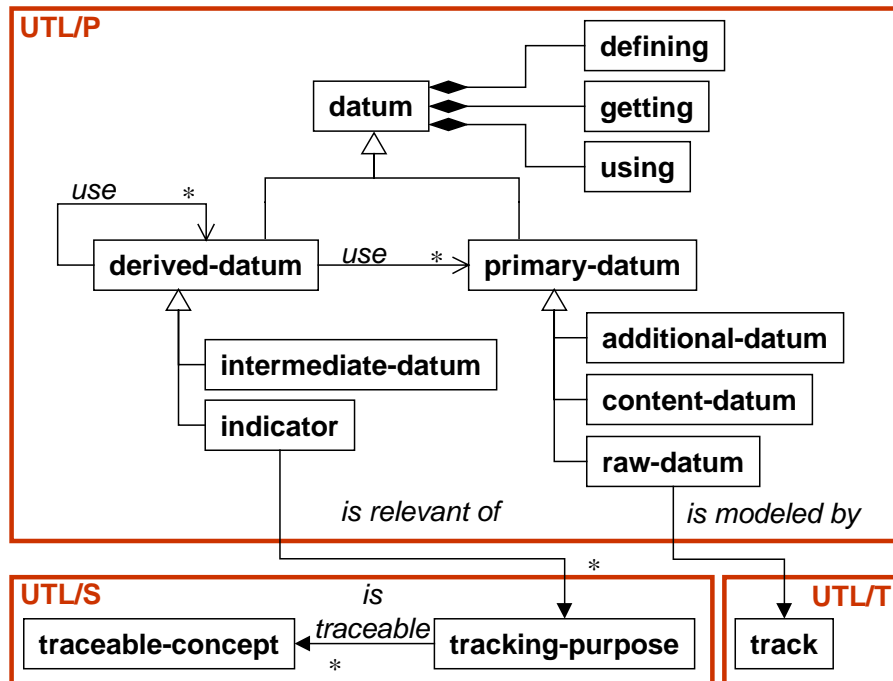 UTL/P
defining
datum
getting
using
use
*
derived-datum
use
*
primary-datum
additional-datum
intermediate-datum
content-datum
indicator
raw-datum
is relevant of
is modeled by
*
UTL/S
UTL/T
is
traceable
traceable-concept
*
tracking-purpose
track